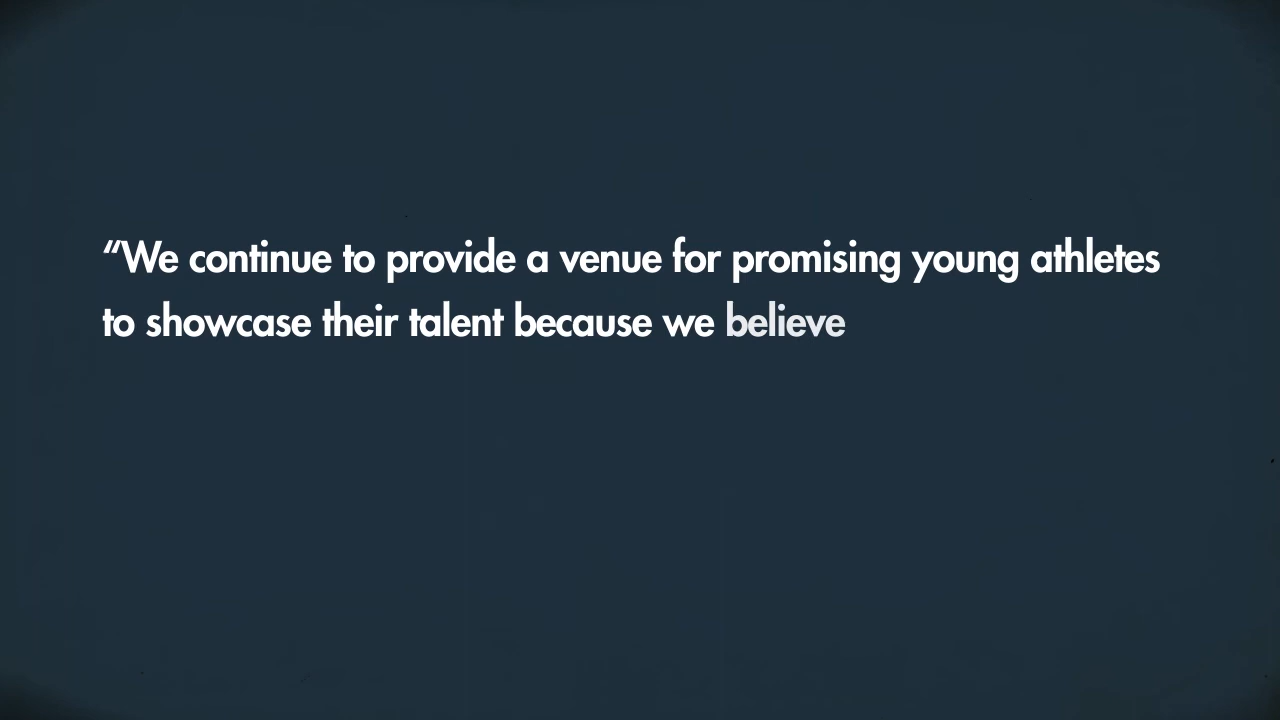 “We continue to provide a venue for promising young athletes
to showcase their talent because we believe